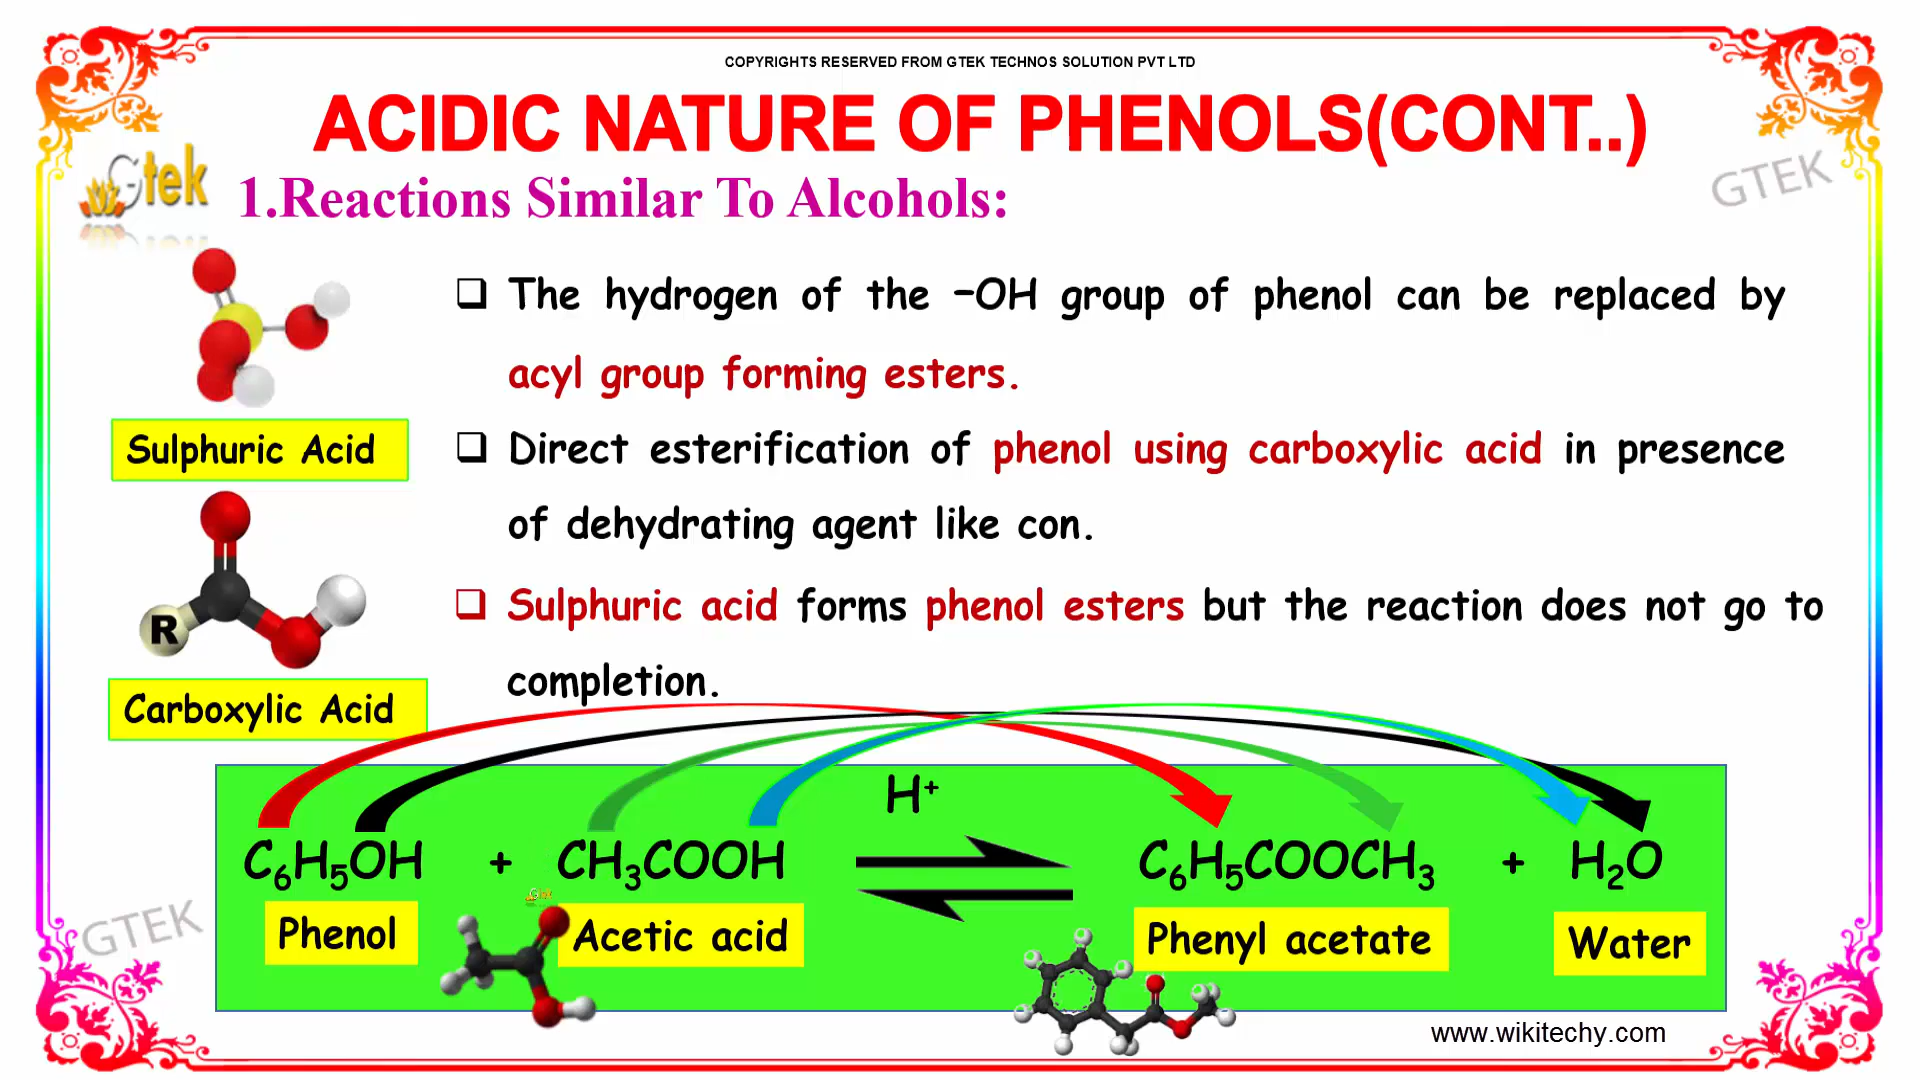 COPYRIGHTS RESERVED FROM GTEK TECHNOS SOLUTION PVT LTD
ACIDIC NATURE OF PHENOLS(CONT..)
Gtek
GTEK
1.Reactions Similar To Alcohols:
❑ The hydrogen of the –OH group of phenol can be replaced by
acyl group forming esters.
Sulphuric Acid
❑ Direct esterification of phenol using carboxylic acid in presence
of dehydrating agent like con.
❑ Sulphuric acid forms phenol esters but the reaction does not go to
completion.
R
Carboxylic Acid
H⁺
C₆H₅OH + CH₃COOH ⇌ C₆H₅COOCH₃ + H₂O
Phenol
Acetic acid
Phenyl acetate
Water
GTEK
www.wikitechy.com